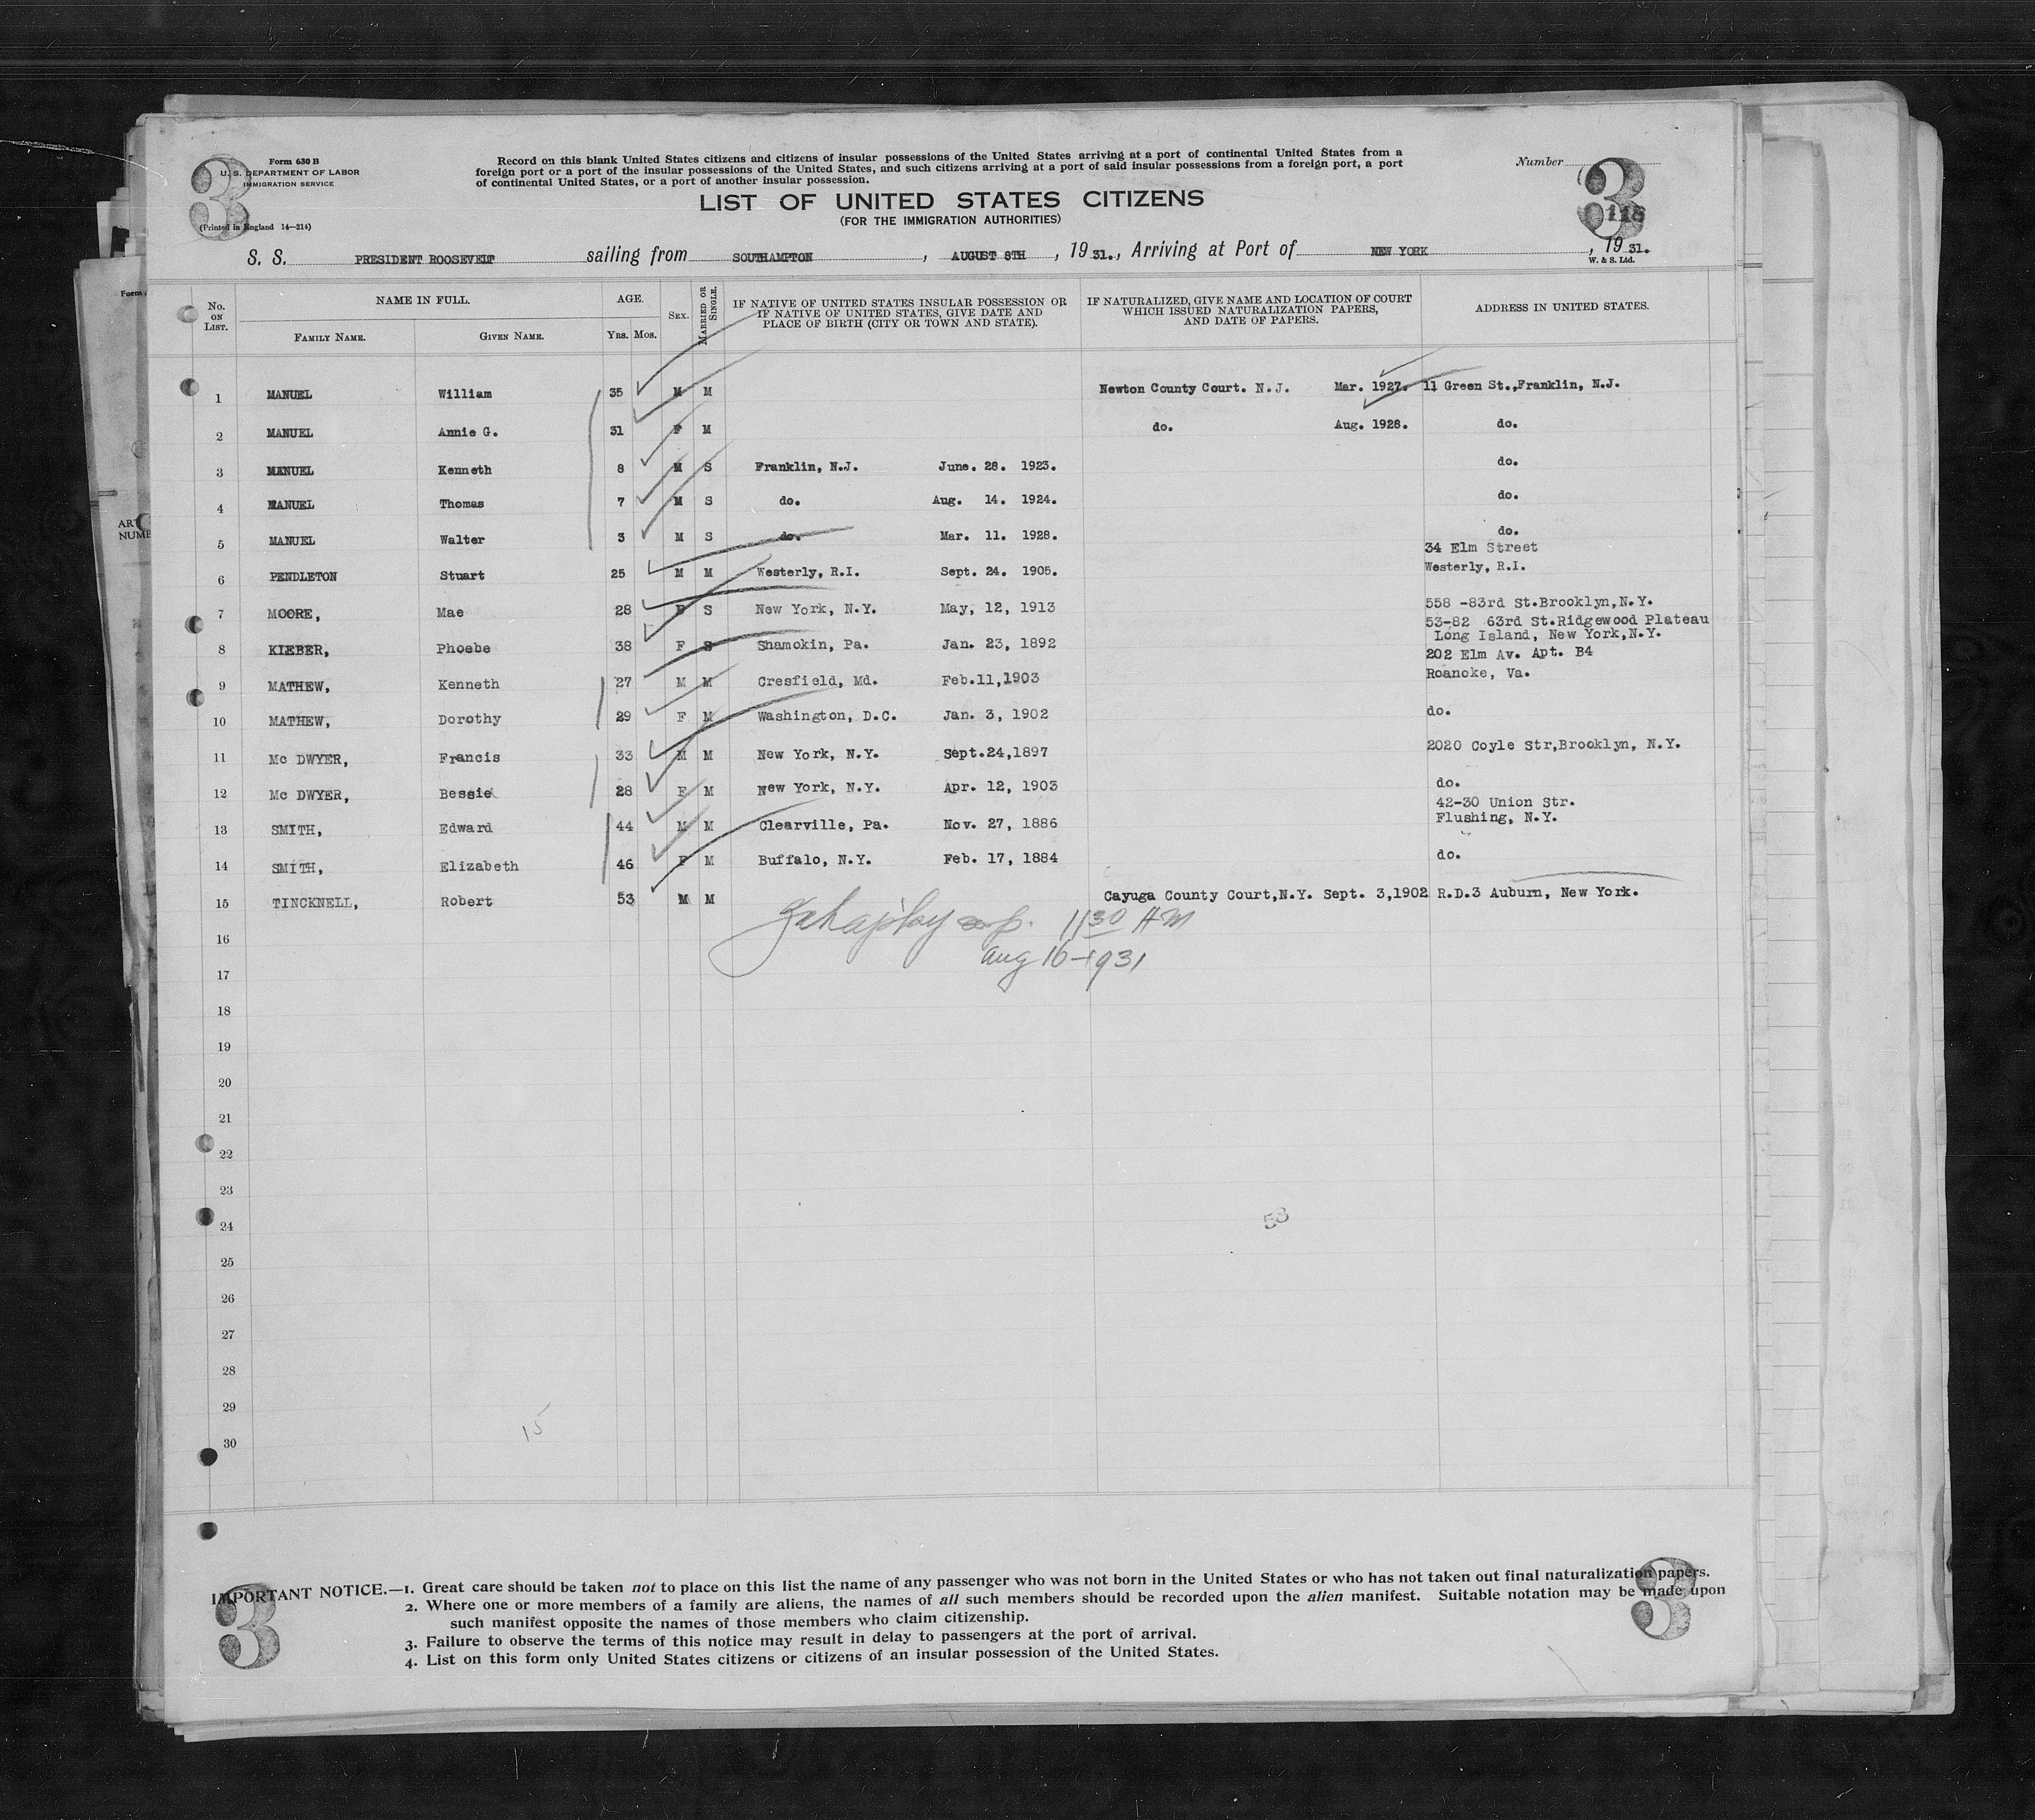 Form 630 B
U. S. DEPARTMENT OF LABOR
IMMIGRATION SERVICE
(Printed in England 14—214)
3
Record on this blank United States citizens and citizens of insular possessions of the United States arriving at a port of continental United States from a
foreign port or a port of the insular possessions of the United States, and such citizens arriving at a port of said insular possessions from a foreign port, a port
of continental United States, or a port of another insular possession.
Number
3
116
LIST OF UNITED STATES CITIZENS
(FOR THE IMMIGRATION AUTHORITIES)
S. S. PRESIDENT ROOSEVELT sailing from SOUTHAMPTON, AUGUST 8TH, 1931., Arriving at Port of NEW YORK, 1931.
W. & S. Ltd.
No. ON LIST. NAME IN FULL. FAMILY NAME. GIVEN NAME. AGE. YRS. MOS. SEX. MARRIED OR SINGLE. IF NATIVE OF UNITED STATES INSULAR POSSESSION OR IF NATIVE OF UNITED STATES, GIVE DATE AND PLACE OF BIRTH (CITY OR TOWN AND STATE). IF NATURALIZED, GIVE NAME AND LOCATION OF COURT WHICH ISSUED NATURALIZATION PAPERS, AND DATE OF PAPERS. ADDRESS IN UNITED STATES.
1 MANUEL William 35 M M Newton County Court. N.J. Mar. 1927. 11 Green St.,Franklin, N.J.
2 MANUEL Annie G. 31 F M do. Aug. 1928. do.
3 MANUEL Kenneth 8 M S Franklin, N.J. June. 28. 1923. do.
4 MANUEL Thomas 7 M S do. Aug. 14. 1924. do.
5 MANUEL Walter 3 M S do. Mar. 11. 1928. do.
34 Elm Street
6 PENDLETON Stuart 25 M M Westerly, R.I. Sept. 24. 1905. Westerly, R.I.
7 MOORE, Mae 28 F S New York, N.Y. May, 12, 1913 558 -83rd St.Brooklyn,N.Y.
53-82 63rd St.Ridgewood Plateau
8 KIEBER, Phoebe 38 F S Shamokin, Pa. Jan. 23, 1892 Long Island, New York,N.Y.
202 Elm Av. Apt. B4
9 MATHEW, Kenneth 27 M M Cresfield, Md. Feb.11,1903 Roanoke, Va.
10 MATHEW, Dorothy 29 F M Washington, D.C. Jan. 3, 1902 do.
11 Mc DWYER, Francis 33 M M New York, N.Y. Sept.24,1897 2020 Coyle Str,Brooklyn, N.Y.
12 Mc DWYER, Bessie 28 F M New York, N.Y. Apr. 12, 1903 do.
42-30 Union Str.
13 SMITH, Edward 44 M M Clearville, Pa. Nov. 27, 1886 Flushing, N.Y.
14 SMITH, Elizabeth 46 F M Buffalo, N.Y. Feb. 17, 1884 do.
15 TINCKNELL, Robert 53 M M Cayuga County Court,N.Y. Sept. 3,1902 R.D.3 Auburn, New York.
16 1130 AM
Aug 16-1931
17
18
19
20
21
22
23
24 53
25
26
27
28
29
15
30
IMPORTANT NOTICE.—1. Great care should be taken not to place on this list the name of any passenger who was not born in the United States or who has not taken out final naturalization papers.
2. Where one or more members of a family are aliens, the names of all such members should be recorded upon the alien manifest. Suitable notation may be made upon
such manifest opposite the names of those members who claim citizenship.
3. Failure to observe the terms of this notice may result in delay to passengers at the port of arrival.
4. List on this form only United States citizens or citizens of an insular possession of the United States.
3
3